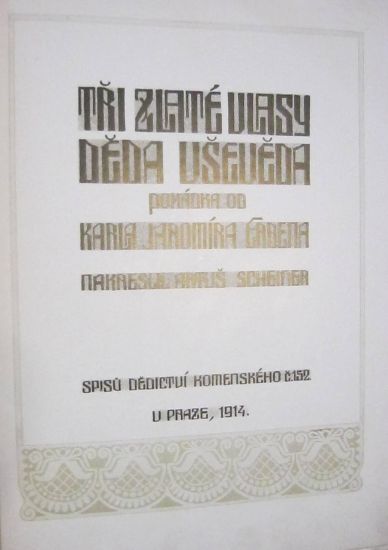 TŘI ZLATÉ VLASY
DĚDA VŠEVĚDA
POHÁDKA OD
KARLA JAROMÍRA ERBENA
NAKRESLIL ARTUŠ SCHEINER
SPISŮ DĚDICTVÍ KOMENSKÉHO Č.152.
V PRAZE, 1914.